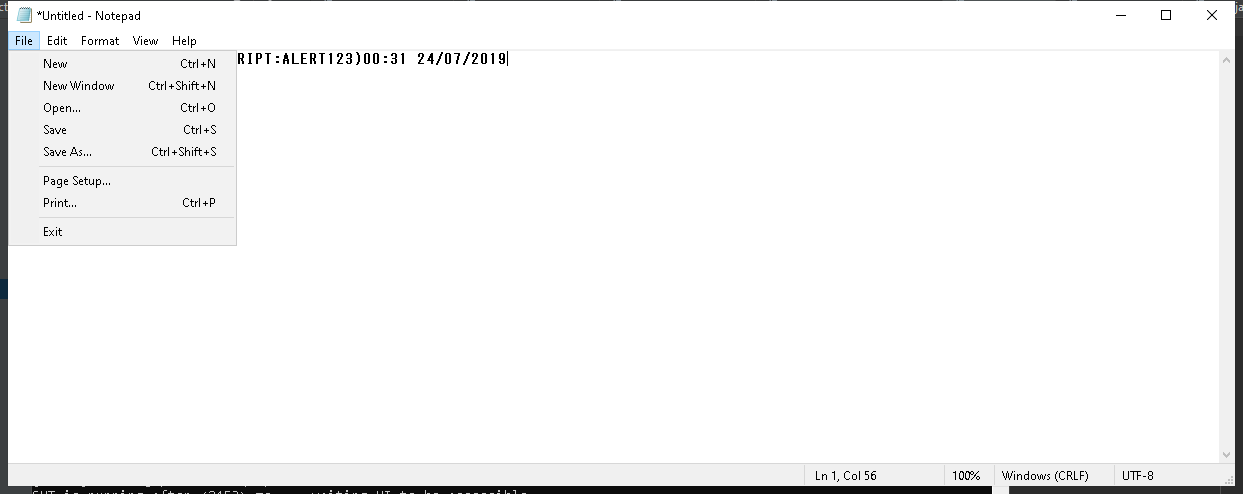 *Untitled - Notepad
File Edit Format View Help
RIPT:ALERT123)00:31 24/07/2019
New Ctrl+N
New Window Ctrl+Shift+N
Open... Ctrl+O
Save Ctrl+S
Save As... Ctrl+Shift+S
Page Setup...
Print... Ctrl+P
Exit
Ln 1, Col 56 100% Windows (CRLF) UTF-8